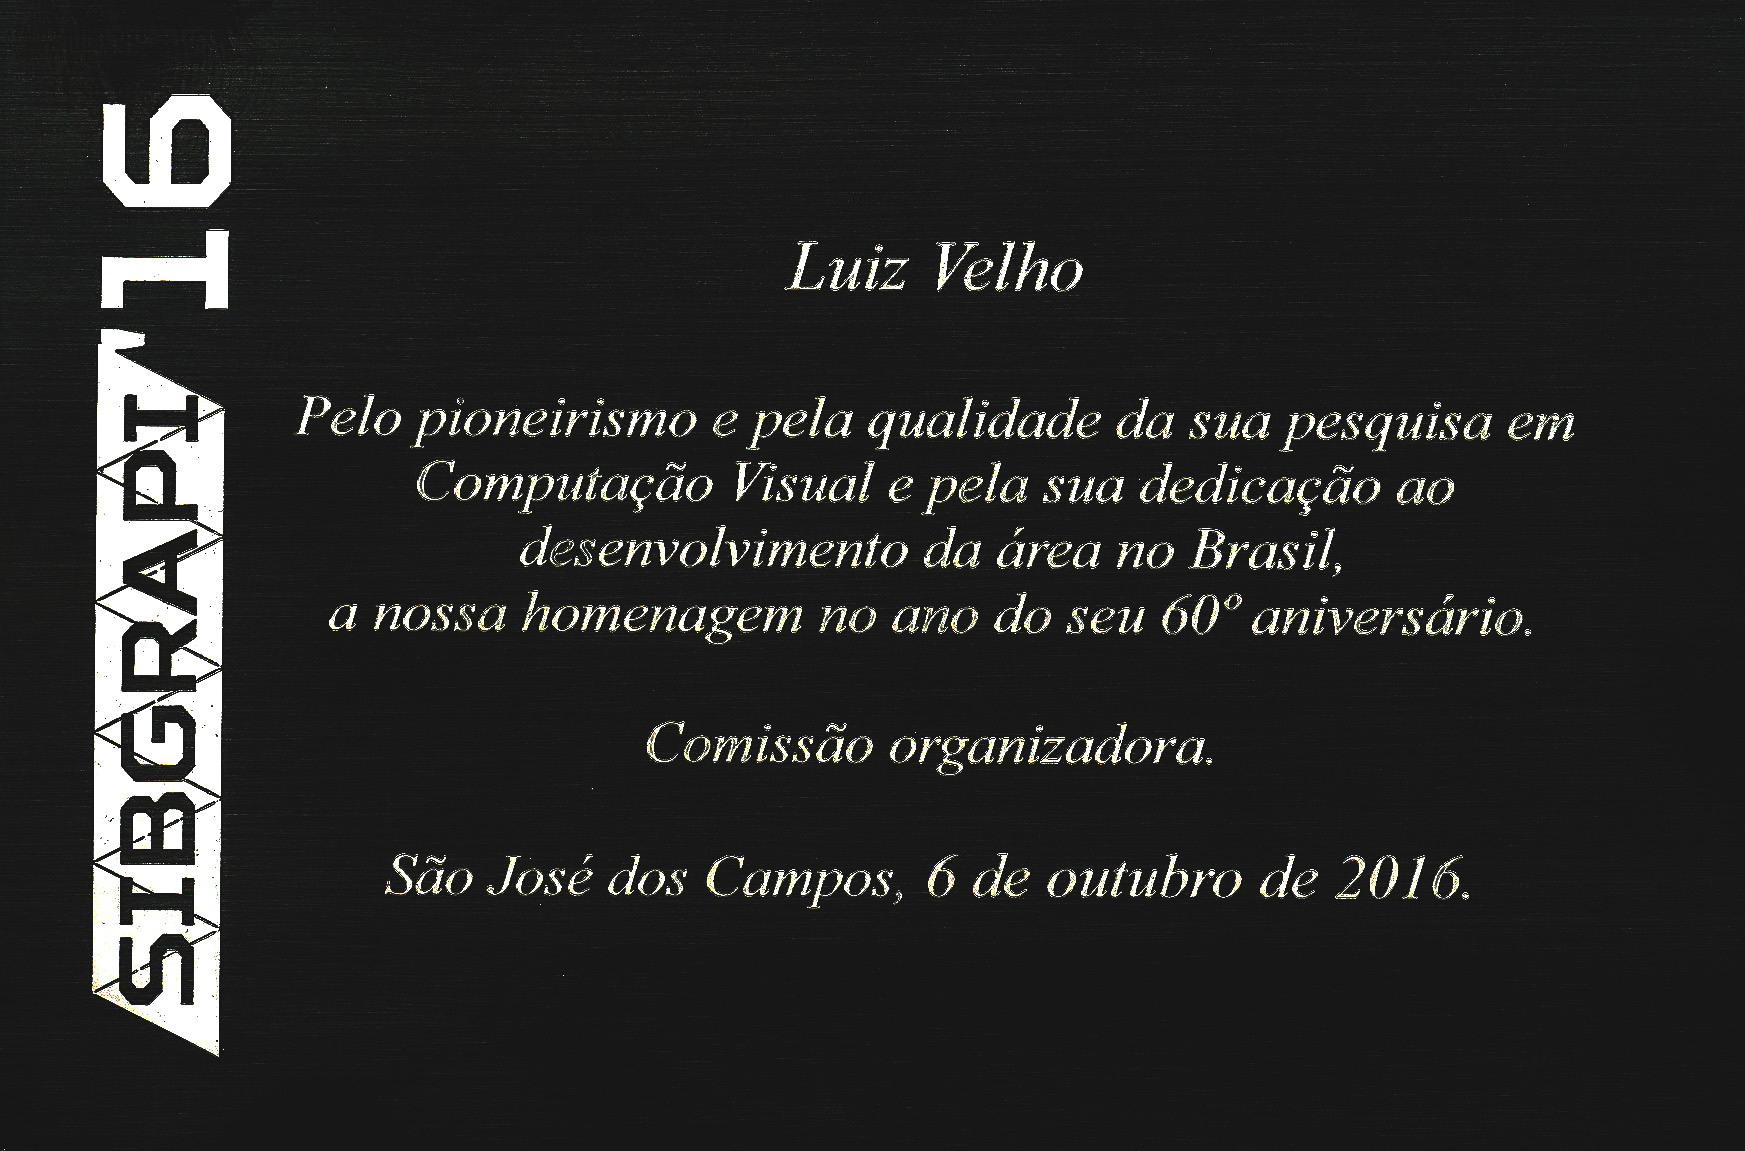 SIBGRAPI'16
Luiz Velho
Pelo pioneirismo e pela qualidade da sua pesquisa em
Computação Visual e pela sua dedicação ao
desenvolvimento da área no Brasil,
a nossa homenagem no ano do seu 60º aniversário.
Comissão organizadora.
São José dos Campos, 6 de outubro de 2016.